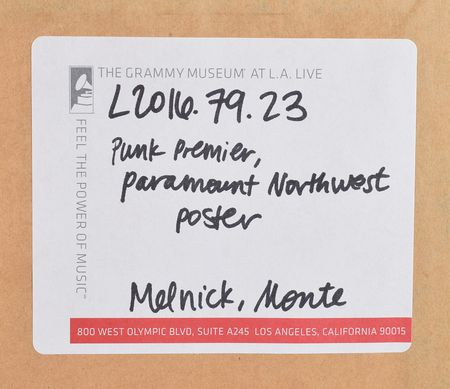 THE GRAMMY MUSEUM® AT L.A. LIVE
FEEL THE POWER OF MUSIC™
L2016.79.23
Punk Premier,
Paramount Northwest
poster
Melnick, Monte
800 WEST OLYMPIC BLVD, SUITE A245 LOS ANGELES, CALIFORNIA 90015